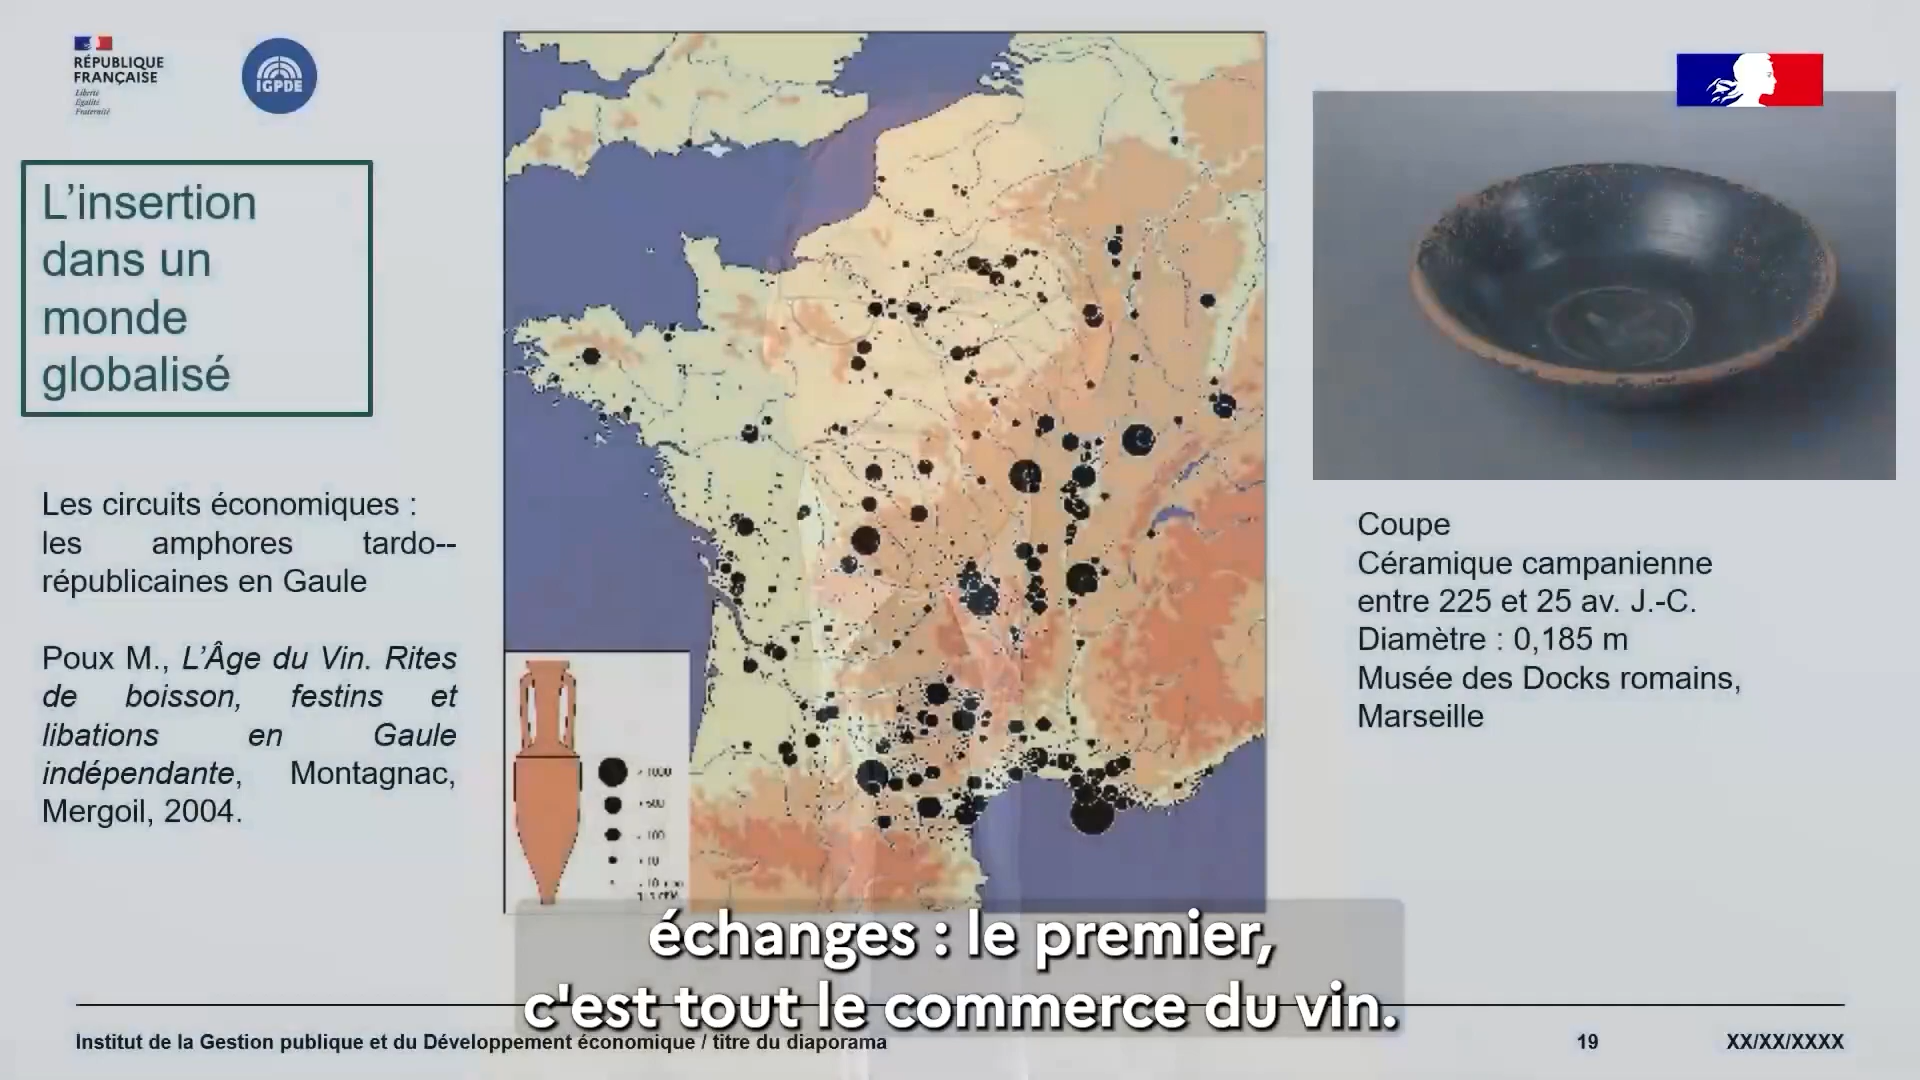 RÉPUBLIQUE
FRANÇAISE
Liberté
Égalité
Fraternité
IGPDE
L’insertion
dans un
monde
globalisé
Les circuits économiques :
les amphores tardo--
républicaines en Gaule
Poux M., L’Âge du Vin. Rites
de boisson, festins et
libations en Gaule
indépendante, Montagnac,
Mergoil, 2004.
Coupe
Céramique campanienne
entre 225 et 25 av. J.-C.
Diamètre : 0,185 m
Musée des Docks romains,
Marseille
échanges : le premier,
c'est tout le commerce du vin.
Institut de la Gestion publique et du Développement économique / titre du diaporama
19
XX/XX/XXXX